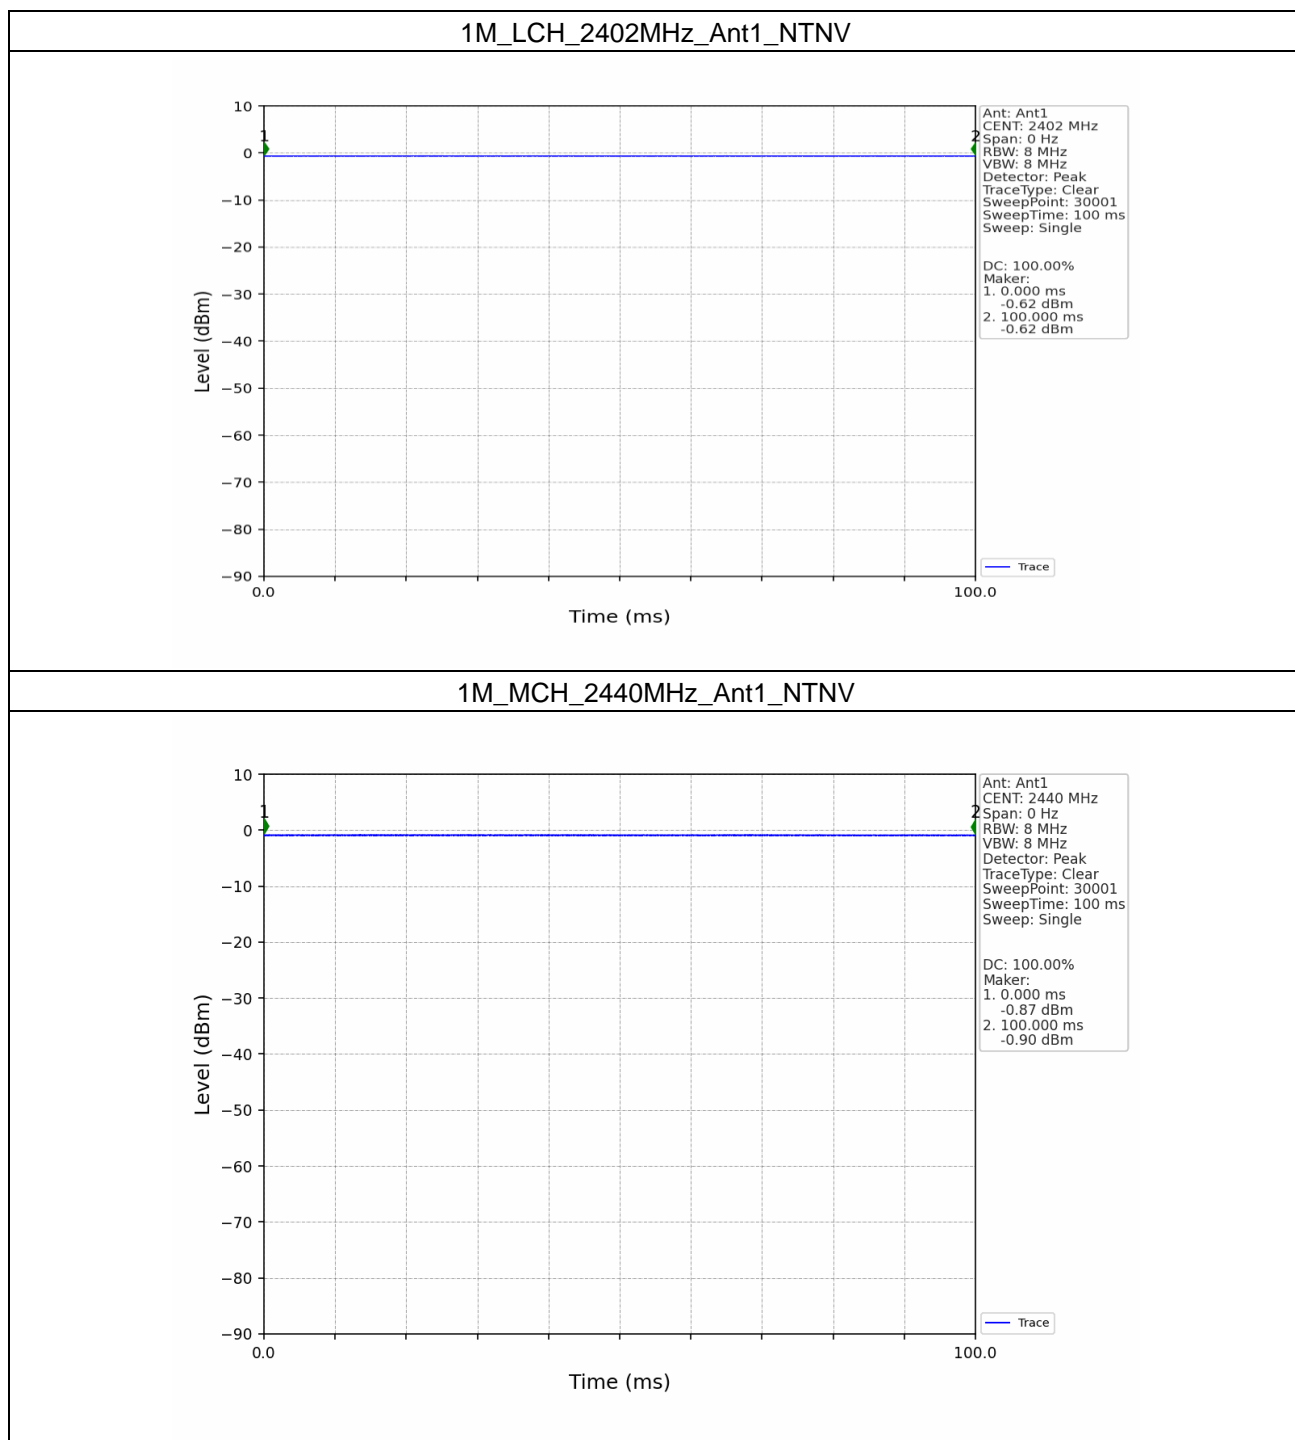 1M_LCH_2402MHz_Ant1_NTNV
10
1
2
0
−10
−20
−30
−40
−50
−60
−70
−80
−90
Level (dBm)
0.0
100.0
Time (ms)
Ant: Ant1
CENT: 2402 MHz
Span: 0 Hz
RBW: 8 MHz
VBW: 8 MHz
Detector: Peak
TraceType: Clear
SweepPoint: 30001
SweepTime: 100 ms
Sweep: Single
DC: 100.00%
Maker:
1. 0.000 ms
-0.62 dBm
2. 100.000 ms
-0.62 dBm
Trace
1M_MCH_2440MHz_Ant1_NTNV
10
1
2
0
−10
−20
−30
−40
−50
−60
−70
−80
−90
Level (dBm)
0.0
100.0
Time (ms)
Ant: Ant1
CENT: 2440 MHz
Span: 0 Hz
RBW: 8 MHz
VBW: 8 MHz
Detector: Peak
TraceType: Clear
SweepPoint: 30001
SweepTime: 100 ms
Sweep: Single
DC: 100.00%
Maker:
1. 0.000 ms
-0.87 dBm
2. 100.000 ms
-0.90 dBm
Trace